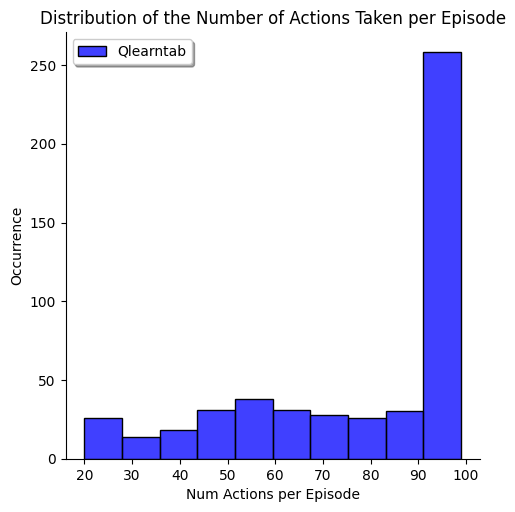 Distribution of the Number of Actions Taken per Episode
Qlearntab
250
200
150
100
50
0
Occurrence
20 30 40 50 60 70 80 90 100
Num Actions per Episode